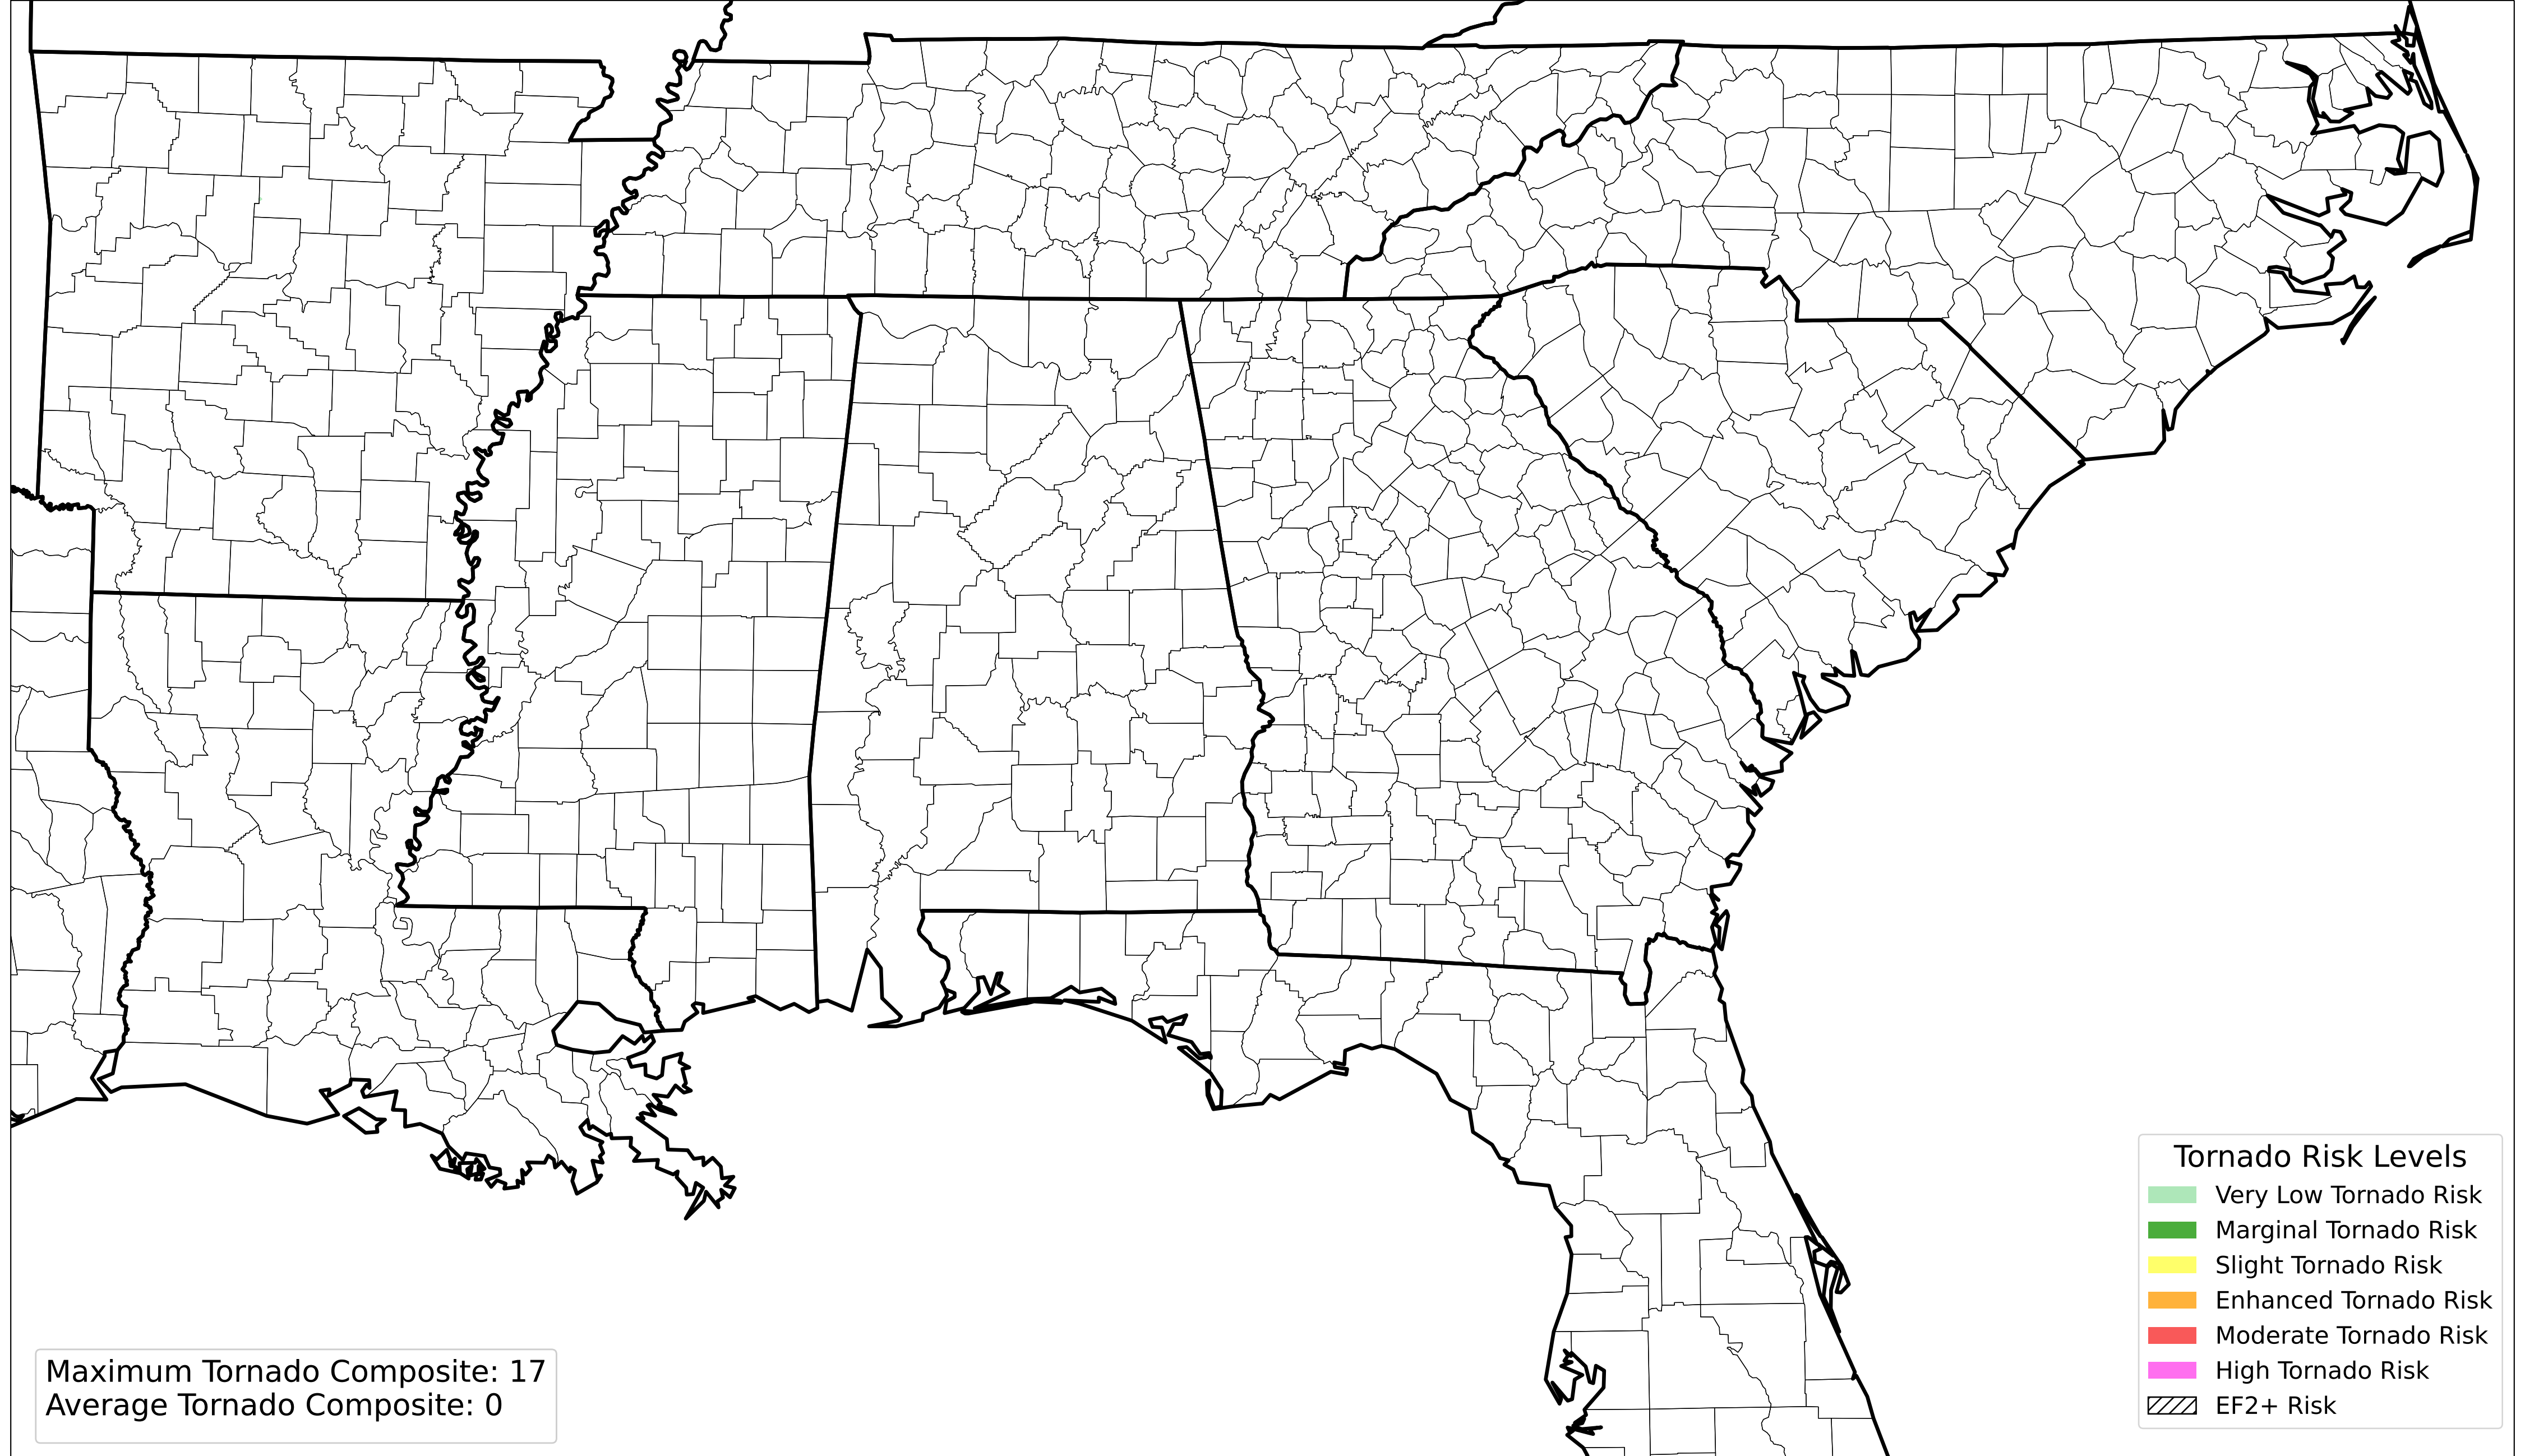 Tornado Risk Levels
Very Low Tornado Risk
Marginal Tornado Risk
Slight Tornado Risk
Enhanced Tornado Risk
Moderate Tornado Risk
High Tornado Risk
EF2+ Risk
Maximum Tornado Composite: 17
Average Tornado Composite: 0